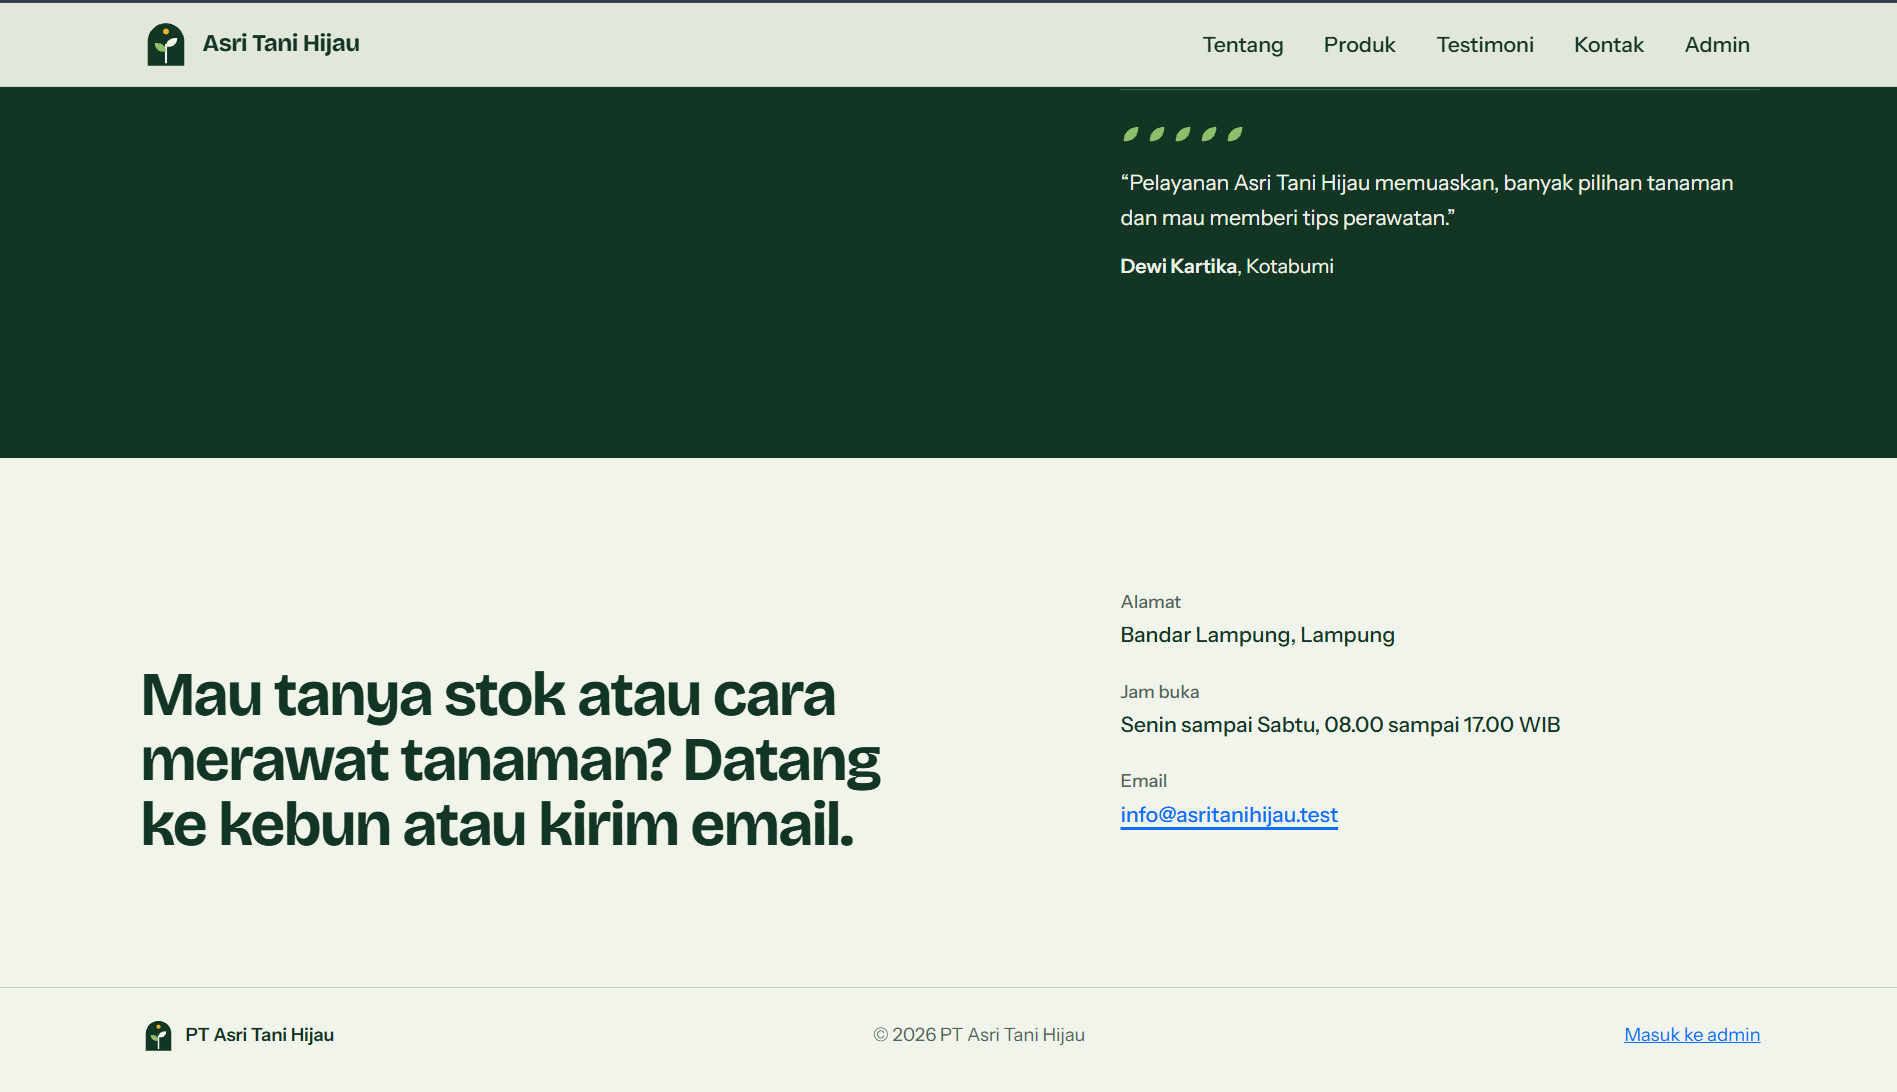 Asri Tani Hijau
Tentang
Produk
Testimoni
Kontak
Admin
“Pelayanan Asri Tani Hijau memuaskan, banyak pilihan tanaman
dan mau memberi tips perawatan.”
Dewi Kartika, Kotabumi
Mau tanya stok atau cara
merawat tanaman? Datang
ke kebun atau kirim email.
Alamat
Bandar Lampung, Lampung
Jam buka
Senin sampai Sabtu, 08.00 sampai 17.00 WIB
Email
info@asritanihijau.test
PT Asri Tani Hijau
© 2026 PT Asri Tani Hijau
Masuk ke admin